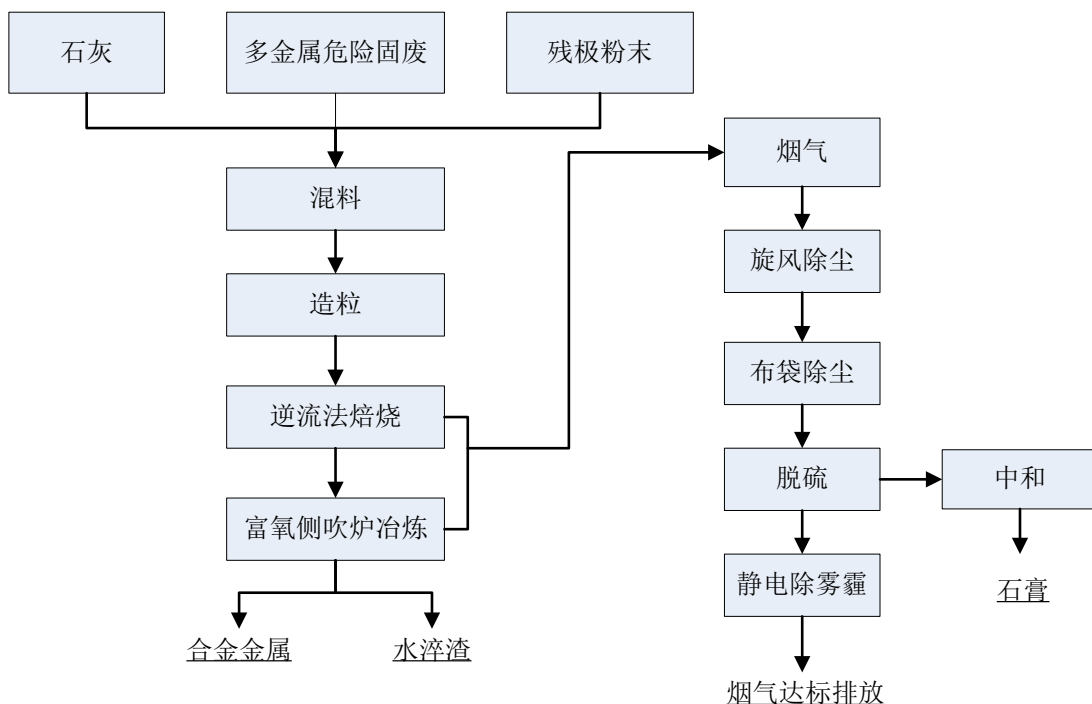 石灰
多金属危险固废
残极粉末
混料
造粒
逆流法焙烧
富氧侧吹炉冶炼
合金金属
水淬渣
烟气
旋风除尘
布袋除尘
脱硫
中和
静电除雾霾
石膏
烟气达标排放